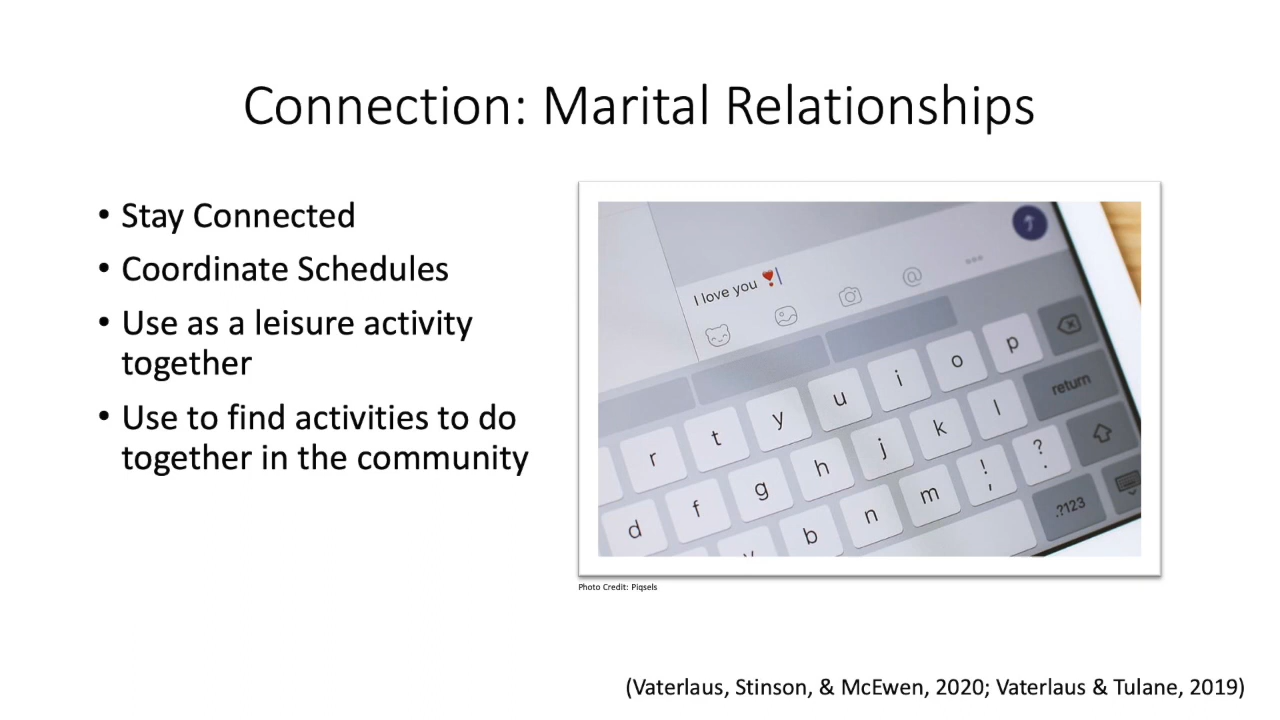 Connection: Marital Relationships
• Stay Connected
• Coordinate Schedules
• Use as a leisure activity
together
• Use to find activities to do
together in the community
I love you ❣️
@
r t y u i o p
return
d f g h j k l
b n m ! , ? .
.?123
Photo Credit: Piqsels
(Vaterlaus, Stinson, & McEwen, 2020; Vaterlaus & Tulane, 2019)